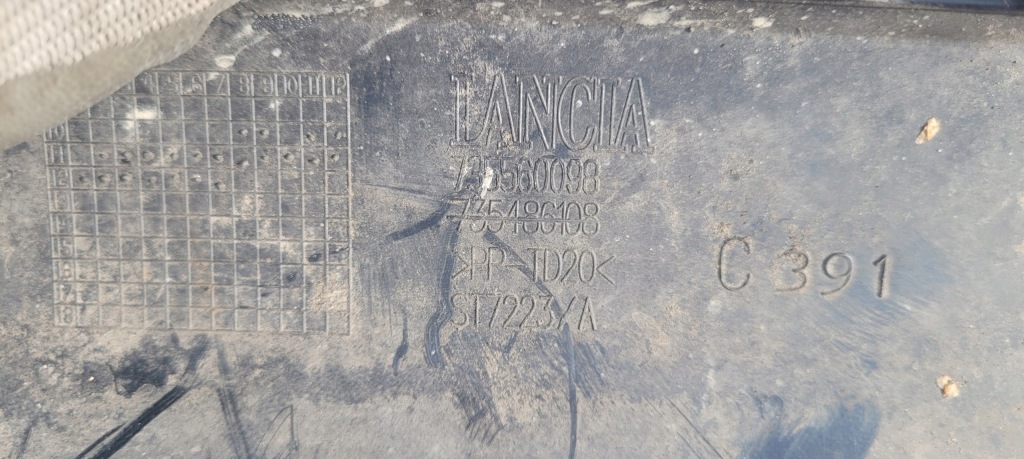 LANCIA
735560098
735486108
>PP-TD20<
ST7223/A
C 391